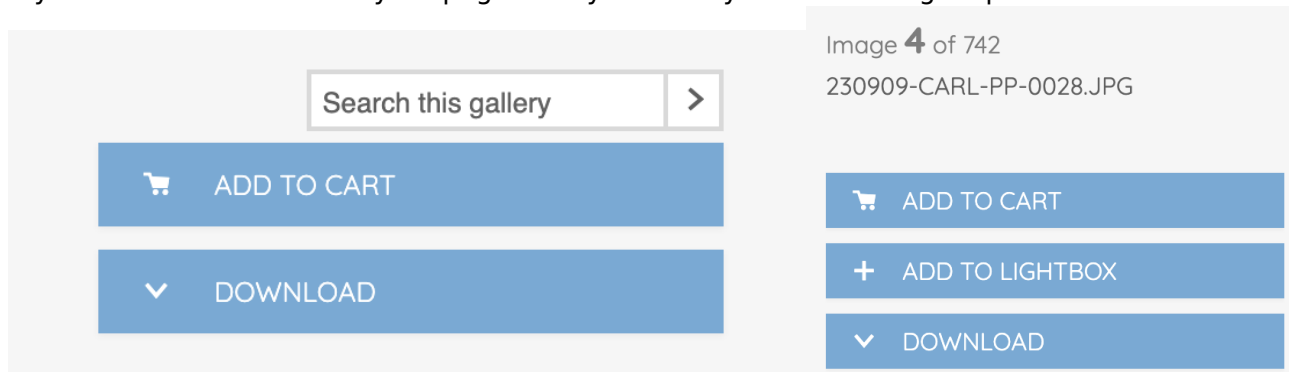 Search this gallery
ADD TO CART
DOWNLOAD
Image 4 of 742
230909-CARL-PP-0028.JPG
ADD TO CART
ADD TO LIGHTBOX
DOWNLOAD